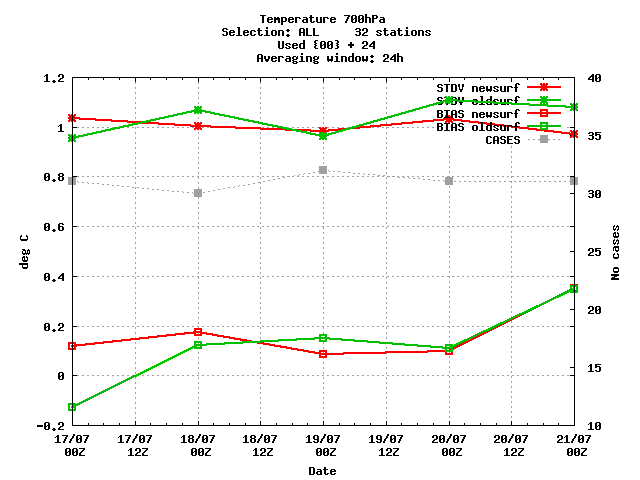 Temperature 700hPa
Selection: ALL 32 stations
Used {00} + 24
Averaging window: 24h
STDV newsurf
STDV oldsurf
BIAS newsurf
BIAS oldsurf
CASES
1.2
1
0.8
0.6
0.4
0.2
0
-0.2
deg C
40
35
30
25
20
15
10
No cases
17/07 17/07 18/07 18/07 19/07 19/07 20/07 20/07 21/07
00Z 12Z 00Z 12Z 00Z 12Z 00Z 12Z 00Z
Date